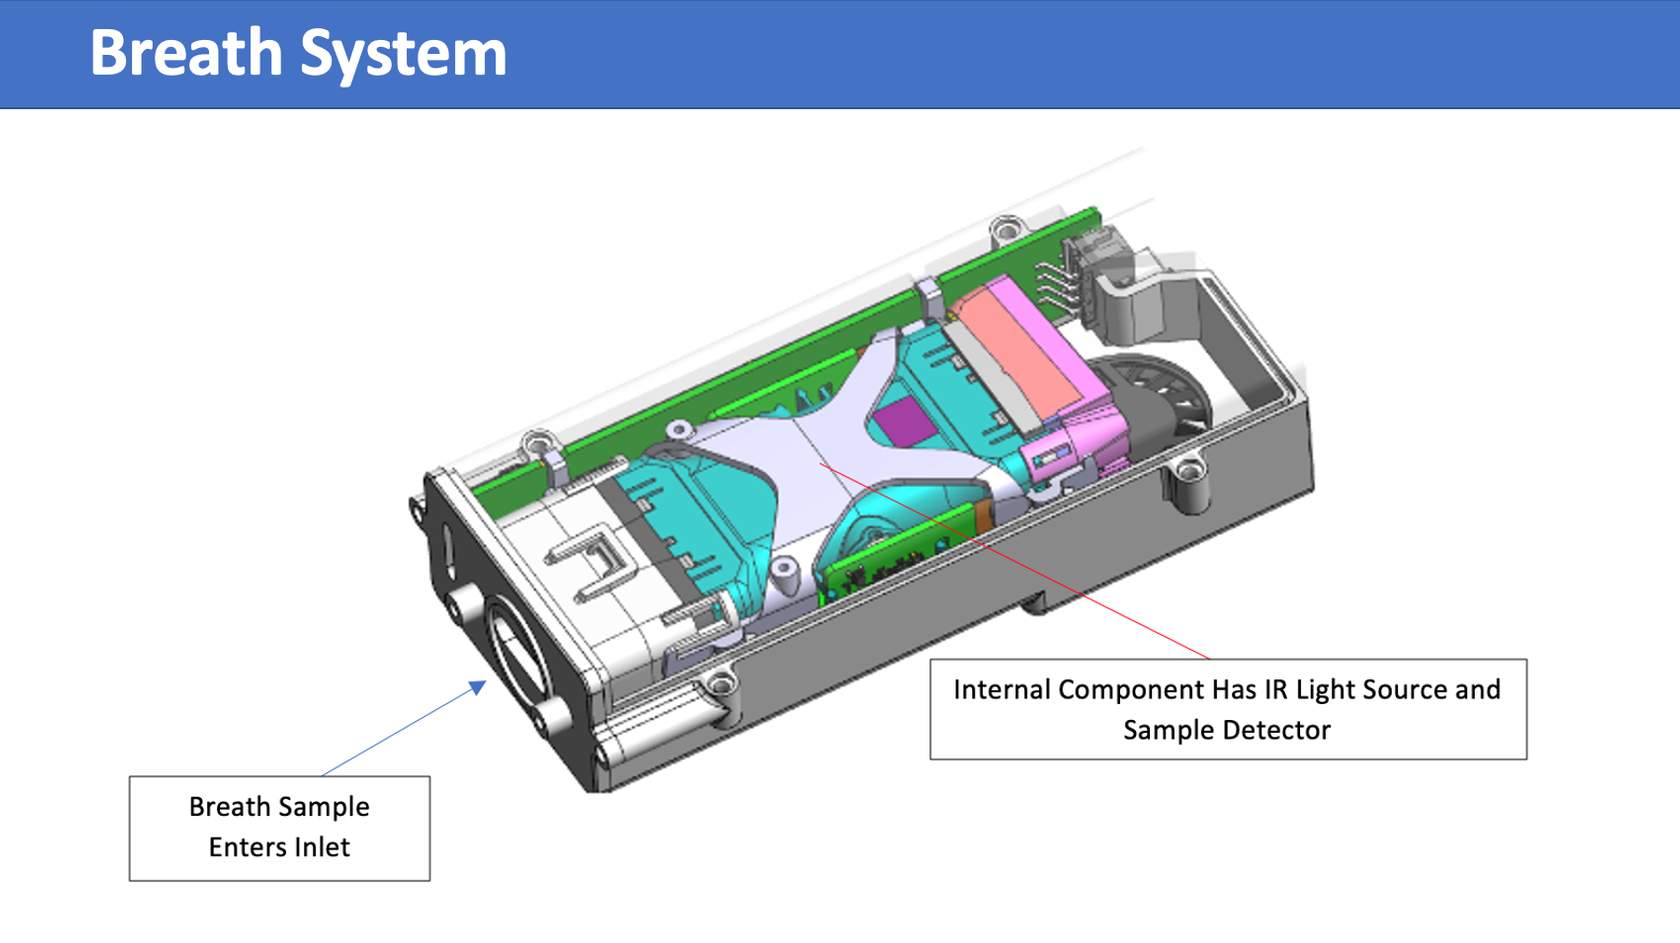 Breath System
Internal Component Has IR Light Source and
Sample Detector
Breath Sample
Enters Inlet